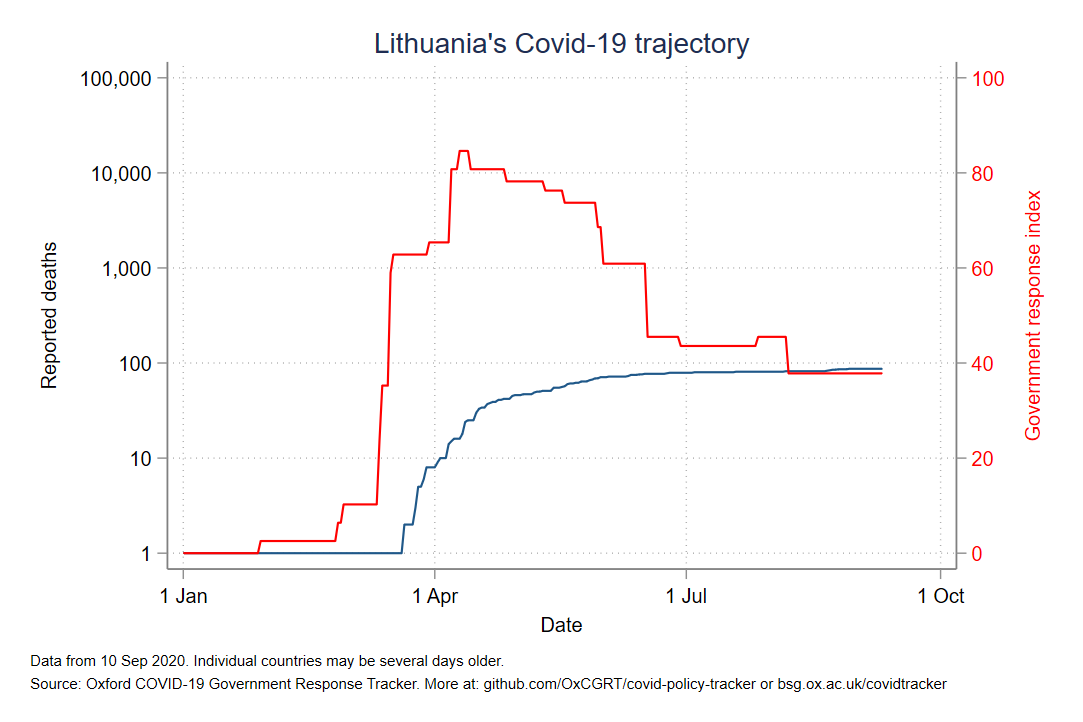 Lithuania's Covid-19 trajectory
100,000
10,000
1,000
100
10
1
Reported deaths
100
80
60
40
20
0
Government response index
1 Jan
1 Apr
1 Jul
1 Oct
Date
Data from 10 Sep 2020. Individual countries may be several days older.
Source: Oxford COVID-19 Government Response Tracker. More at: github.com/OxCGRT/covid-policy-tracker or bsg.ox.ac.uk/covidtracker